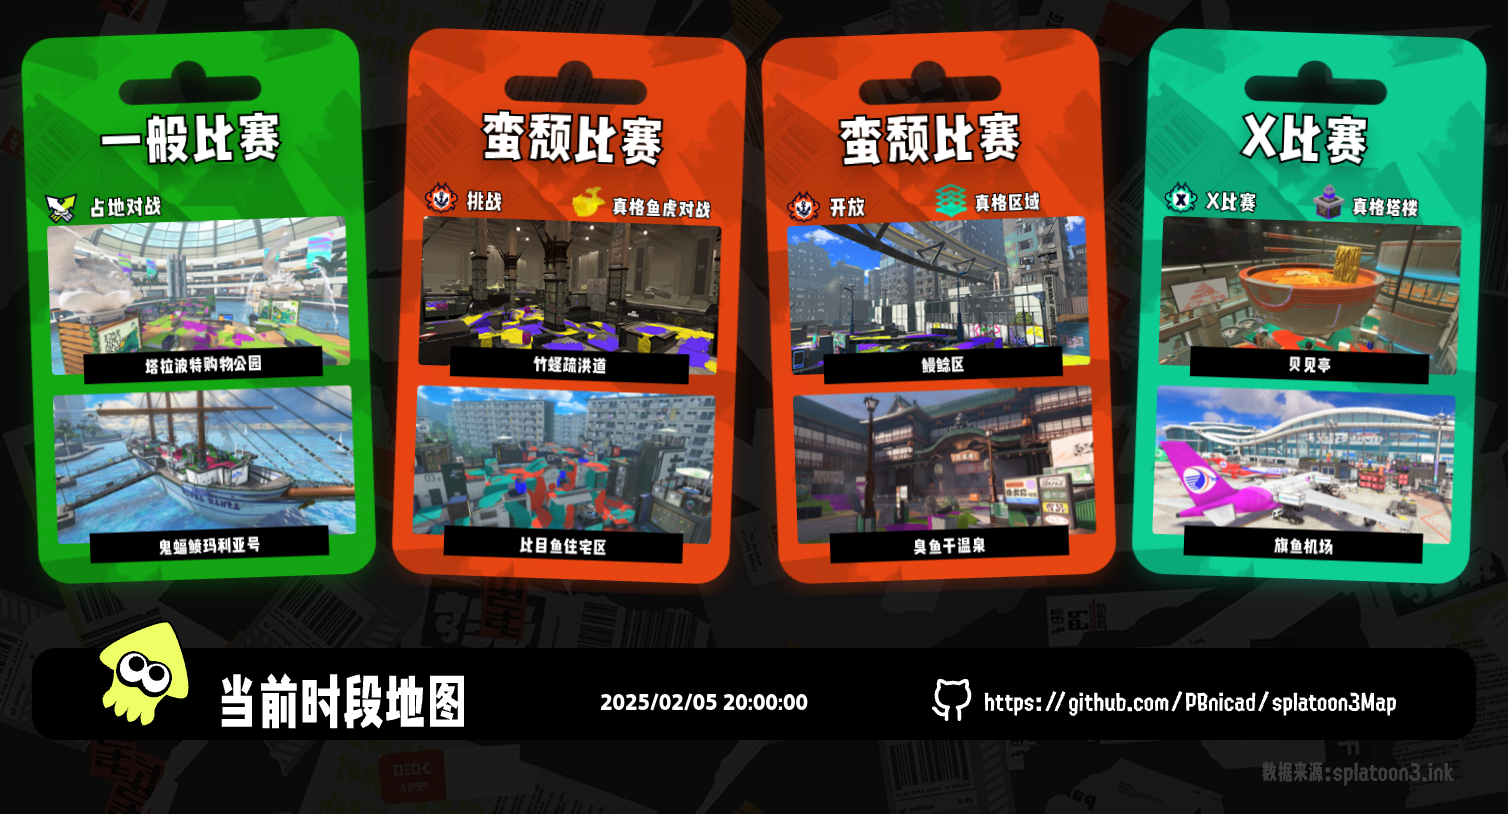 一般比赛
占地对战
塔拉波特购物公园
鬼蝠鲼玛利亚号
蛮颓比赛
挑战
真格鱼虎对战
竹蛏疏洪道
比目鱼住宅区
蛮颓比赛
开放
真格区域
鳗鲶区
臭鱼干温泉
X比赛
X比赛
真格塔楼
贝见亭
旗鱼机场
当前时段地图
2025/02/05 20:00:00
https://github.com/PBnicad/splatoon3Map
数据来源:splatoon3.ink